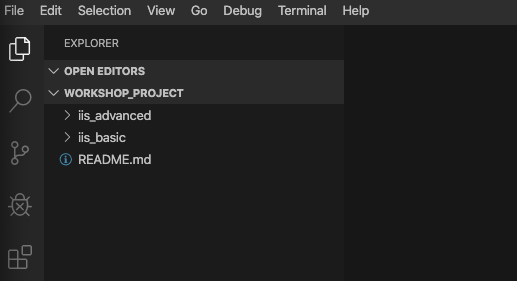 File Edit Selection View Go Debug Terminal Help
EXPLORER
OPEN EDITORS
WORKSHOP_PROJECT
iis_advanced
iis_basic
README.md